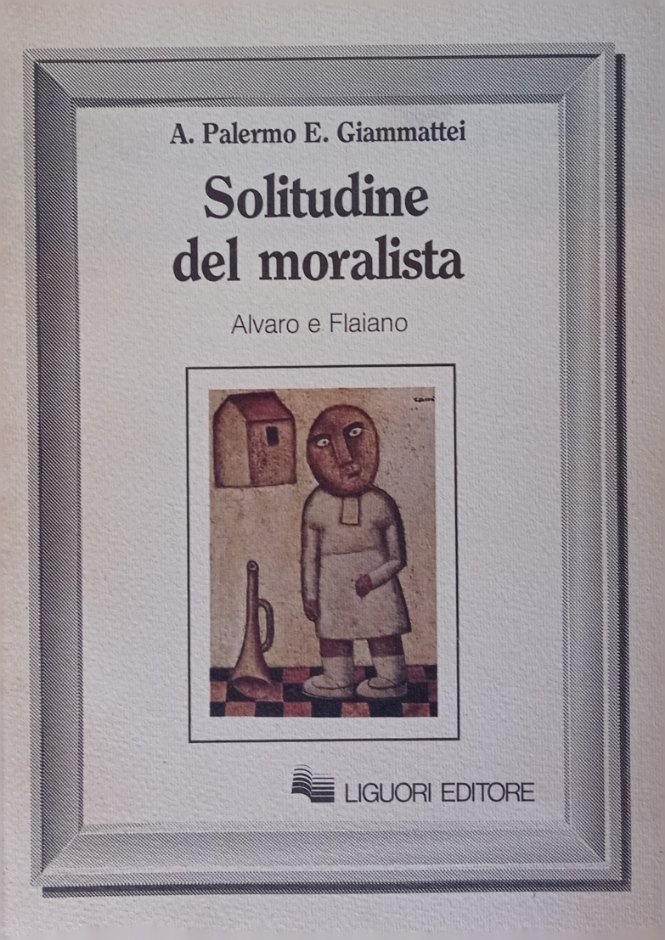 A. Palermo E. Giammattei
Solitudine
del moralista
Alvaro e Flaiano
LIGUORI EDITORE